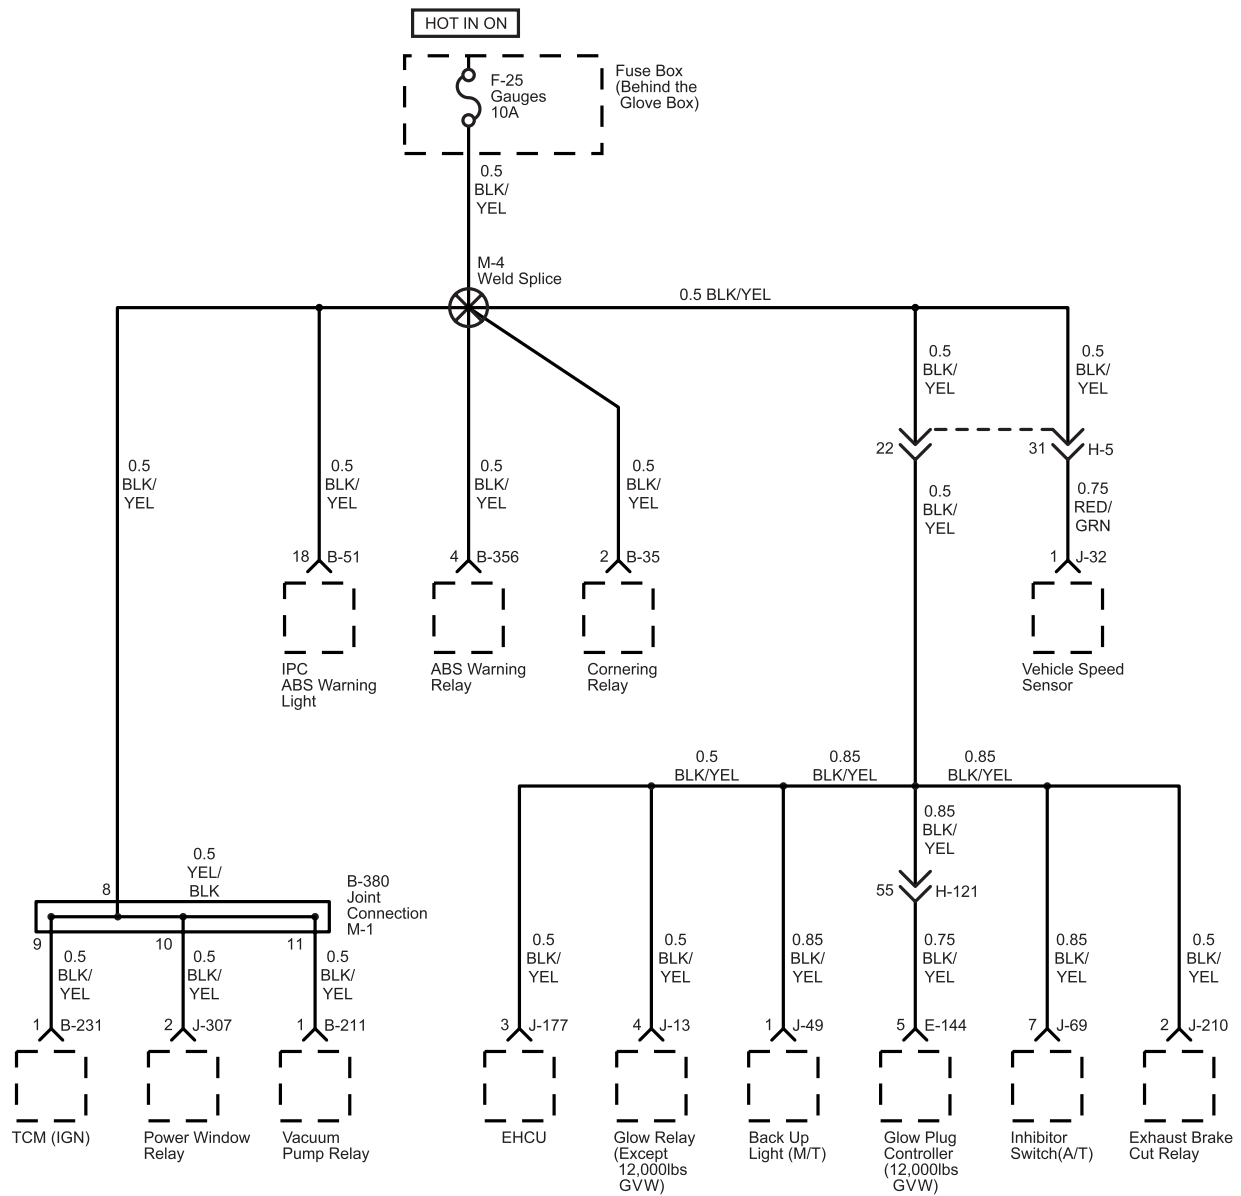 HOT IN ON
F-25
Gauges
10A
Fuse Box
(Behind the
Glove Box)
0.5
BLK/
YEL
M-4
Weld Splice
0.5 BLK/YEL
0.5
BLK/
YEL
0.5
BLK/
YEL
22
31
H-5
0.5
BLK/
YEL
0.5
BLK/
YEL
0.5
BLK/
YEL
0.5
BLK/
YEL
0.5
BLK/
YEL
0.75
RED/
GRN
18
B-51
4
B-356
2
B-35
1
J-32
IPC
ABS Warning
Light
ABS Warning
Relay
Cornering
Relay
Vehicle Speed
Sensor
0.5
BLK/YEL
0.85
BLK/YEL
0.85
BLK/YEL
0.85
BLK/
YEL
8
0.5
YEL/
BLK
B-380
Joint
Connection
M-1
55
H-121
9
10
11
0.5
BLK/
YEL
0.5
BLK/
YEL
0.5
BLK/
YEL
0.5
BLK/
YEL
0.5
BLK/
YEL
0.85
BLK/
YEL
0.75
BLK/
YEL
0.85
BLK/
YEL
0.5
BLK/
YEL
1
B-231
2
J-307
1
B-211
3
J-177
4
J-13
1
J-49
5
E-144
7
J-69
2
J-210
TCM (IGN)
Power Window
Relay
Vacuum
Pump Relay
EHCU
Glow Relay
(Except
12,000lbs
GVW)
Back Up
Light (M/T)
Glow Plug
Controller
(12,000lbs
GVW)
Inhibitor
Switch(A/T)
Exhaust Brake
Cut Relay